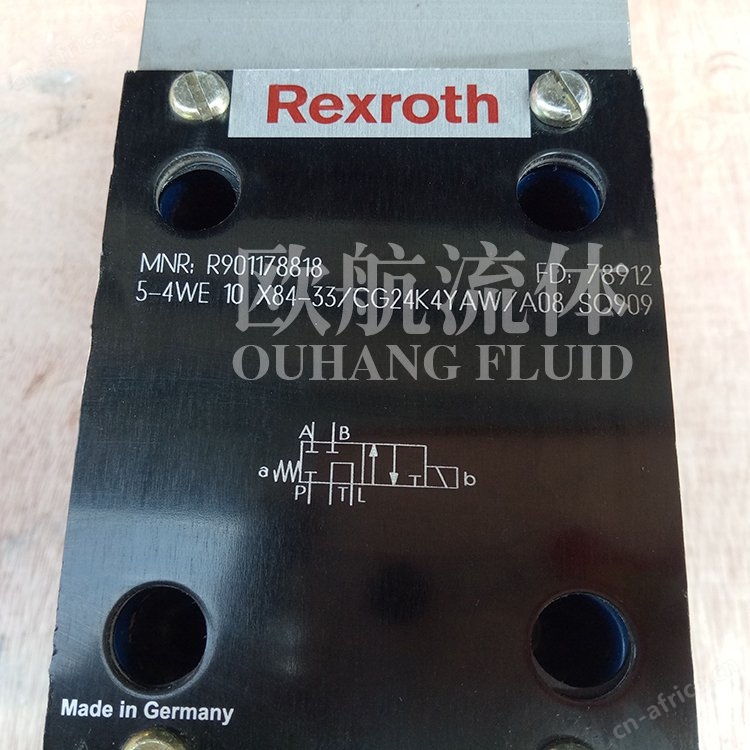 Rexroth
MNR: R901178818 FD: 78912
5-4WE 10 X84-33/CG24K4YAW/A08 SO909
欧航流体
OUHANG FLUID
A B
a b
P T L
Made in Germany